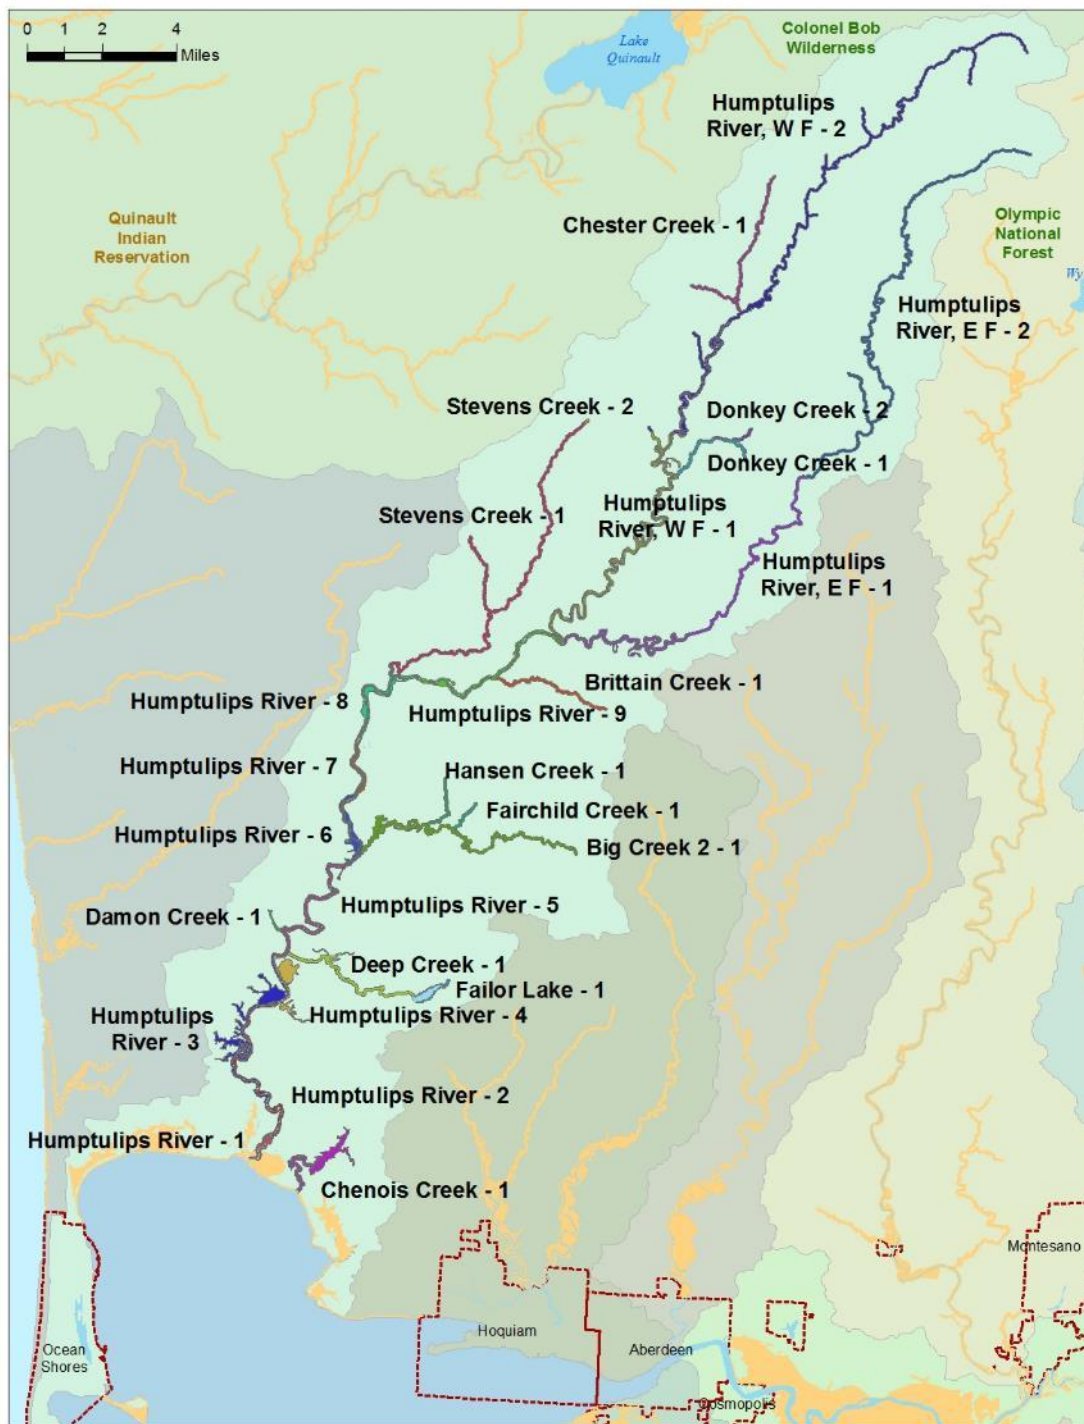 0 1 2 4
Miles
Lake
Quinault
Colonel Bob
Wilderness
Humptulips
River, W F - 2
Quinault
Indian
Reservation
Chester Creek - 1
Olympic
National
Forest
Wy
Humptulips
River, E F - 2
Stevens Creek - 2
Donkey Creek - 2
Donkey Creek - 1
Stevens Creek - 1
Humptulips
River, W F - 1
Humptulips
River, E F - 1
Brittain Creek - 1
Humptulips River - 8
Humptulips River - 9
Humptulips River - 7
Hansen Creek - 1
Fairchild Creek - 1
Humptulips River - 6
Big Creek 2 - 1
Humptulips River - 5
Damon Creek - 1
Deep Creek - 1
Failor Lake - 1
Humptulips River - 4
Humptulips
River - 3
Humptulips River - 2
Humptulips River - 1
Chenois Creek - 1
Montesano
Hoquiam
Ocean
Shores
Aberdeen
Cosmopolis